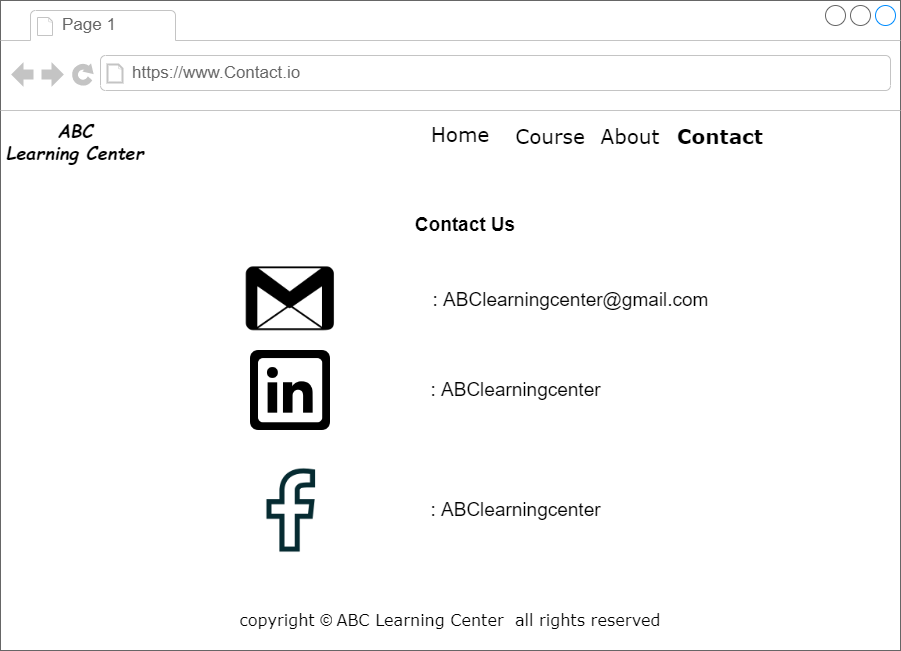 Page 1
https://www.Contact.io
ABC
Learning Center
Home Course About Contact
Contact Us
: ABClearningcenter@gmail.com
in : ABClearningcenter
f : ABClearningcenter
copyright © ABC Learning Center all rights reserved